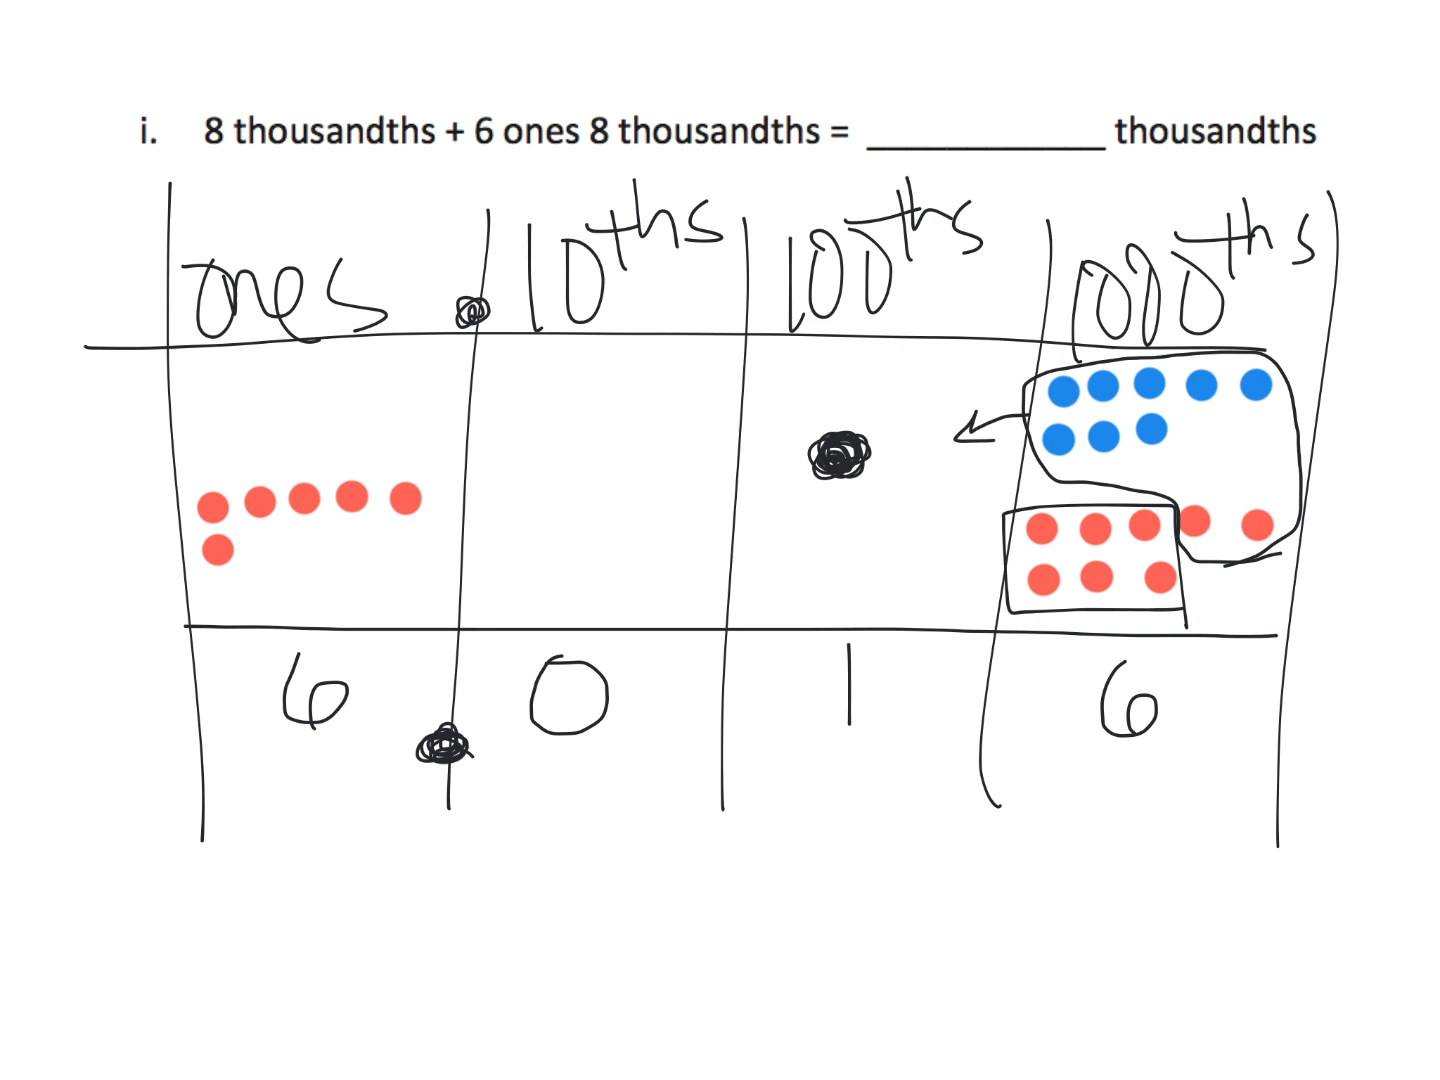 i. 8 thousandths + 6 ones 8 thousandths = ____________ thousandths
ones . 10ths 100ths 1000ths
6 . 0 1 6